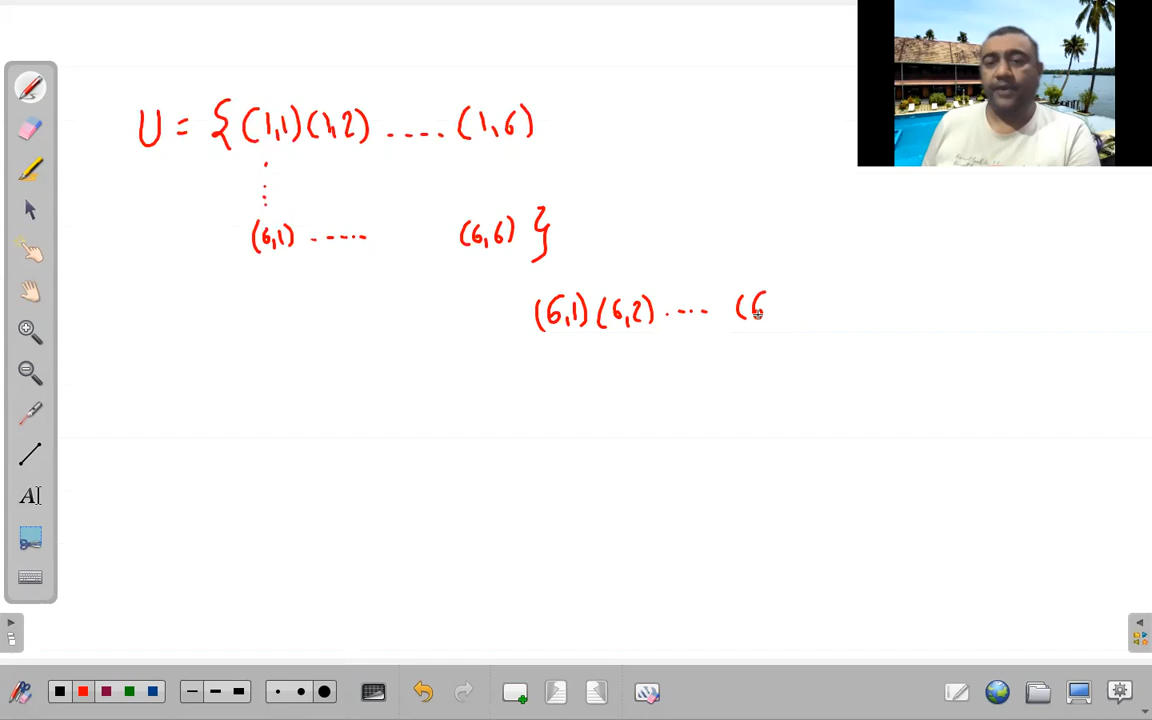 U = { (1,1) (1,2) .... (1,6)
(6,1) ...... (6,6) }
(6,1) (6,2) ..... (6
A